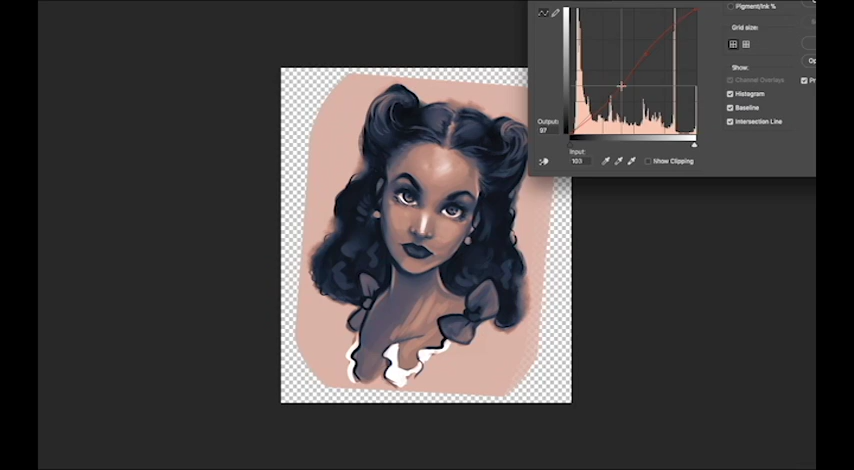 Pigment/Ink %
Grid size:
Show:
Channel Overlays
Histogram
Baseline
Intersection Line
Output:
97
Input:
103
Show Clipping